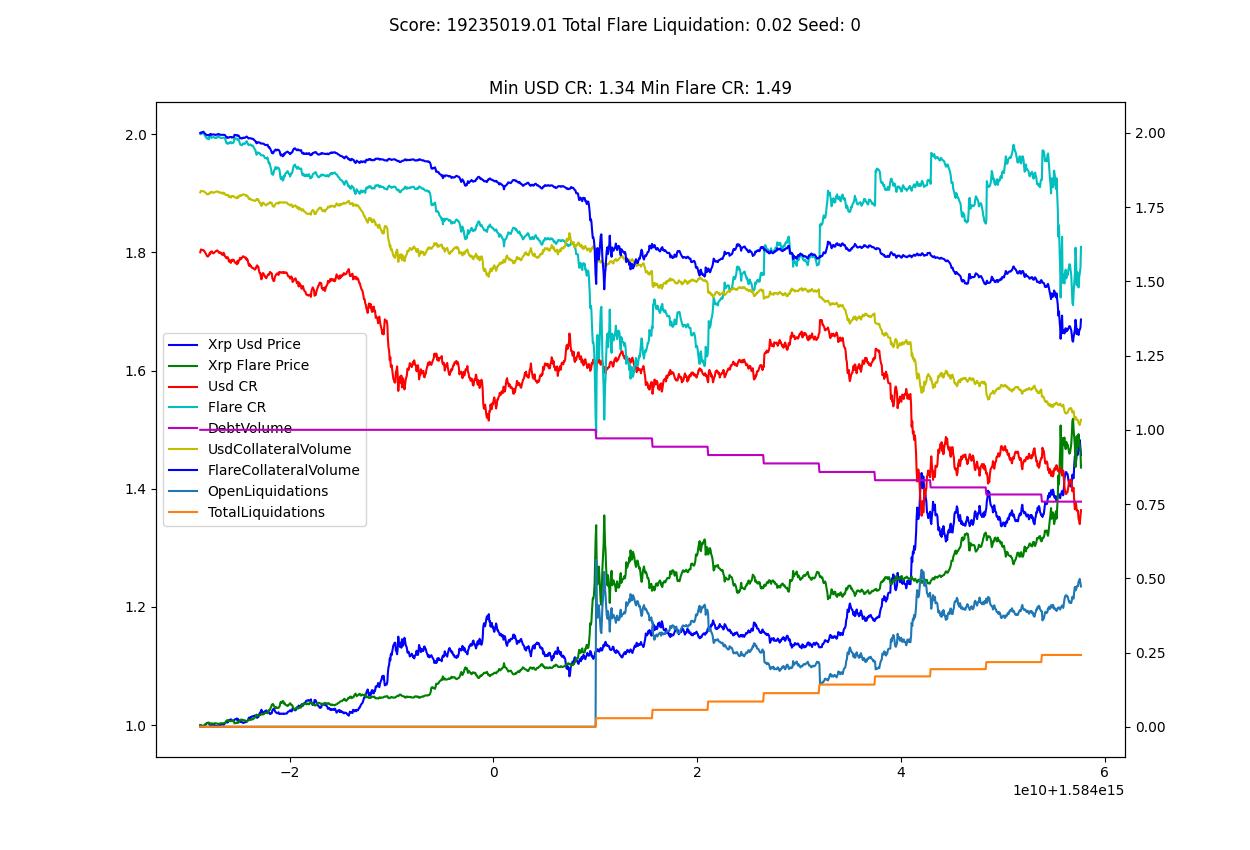 Score: 19235019.01 Total Flare Liquidation: 0.02 Seed: 0
Min USD CR: 1.34 Min Flare CR: 1.49
2.0
1.8
1.6
1.4
1.2
1.0
2.00
1.75
1.50
1.25
1.00
0.75
0.50
0.25
0.00
Xrp Usd Price
Xrp Flare Price
Usd CR
Flare CR
DebtVolume
UsdCollateralVolume
FlareCollateralVolume
OpenLiquidations
TotalLiquidations
−2 0 2 4 6
1e10+1.584e15